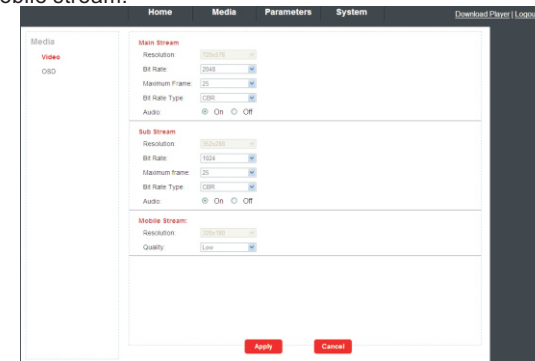 obile stream.
Home Media Parameters System Download Player | Logou
Media
Video
OSD
Main Stream
Resolution: 720x576
Bit Rate: 2048
Maximum Frame: 25
Bit Rate Type: CBR
Audio: On Off
Sub Stream
Resolution: 352x288
Bit Rate: 1024
Maximum frame: 25
Bit Rate Type: CBR
Audio: On Off
Mobile Stream:
Resolution: 320x180
Quality: Low
Apply Cancel